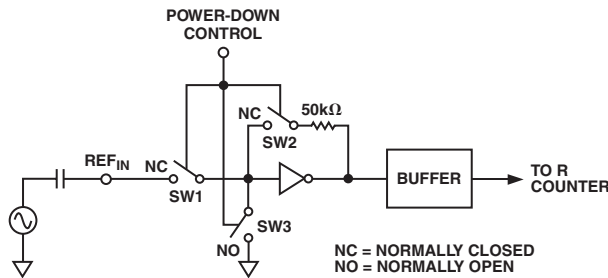 POWER-DOWN
CONTROL
NC
50kΩ
SW2
REFIN
NC
SW1
BUFFER
TO R
COUNTER
SW3
NO
NC = NORMALLY CLOSED
NO = NORMALLY OPEN